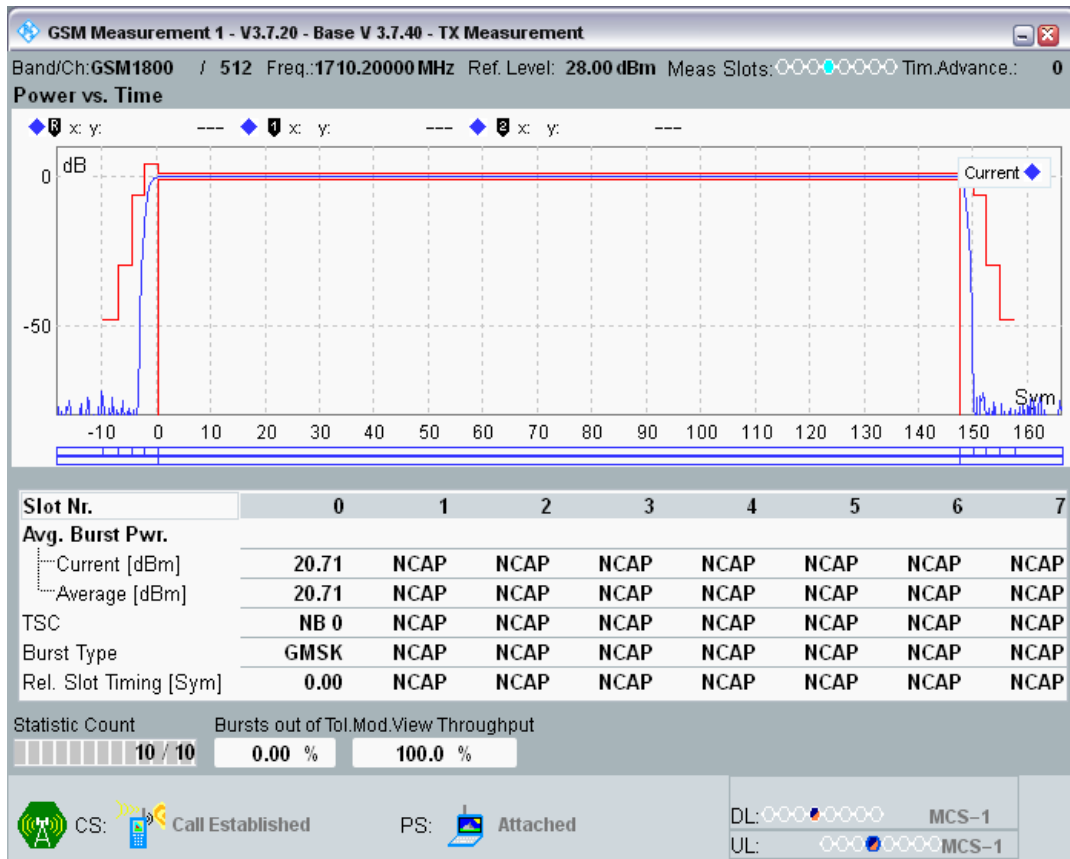 GSM Measurement 1 - V3.7.20 - Base V 3.7.40 - TX Measurement
Band/Ch:GSM1800 / 512 Freq.:1710.20000 MHz Ref. Level: 28.00 dBm Meas Slots: Tim.Advance.: 0
Power vs. Time
R x: y: --- 1 x: y: --- 2 x: y: ---
dB
Current
0
-50
Sym
-10 0 10 20 30 40 50 60 70 80 90 100 110 120 130 140 150 160
Slot Nr. 0 1 2 3 4 5 6 7
Avg. Burst Pwr.
Current [dBm] 20.71 NCAP NCAP NCAP NCAP NCAP NCAP NCAP
Average [dBm] 20.71 NCAP NCAP NCAP NCAP NCAP NCAP NCAP
TSC NB 0 NCAP NCAP NCAP NCAP NCAP NCAP NCAP
Burst Type GMSK NCAP NCAP NCAP NCAP NCAP NCAP NCAP
Rel. Slot Timing [Sym] 0.00 NCAP NCAP NCAP NCAP NCAP NCAP NCAP
Statistic Count Bursts out of Tol. Mod.View Throughput
10 / 10 0.00 % 100.0 %
CS: Call Established PS: Attached
DL: MCS-1
UL: MCS-1